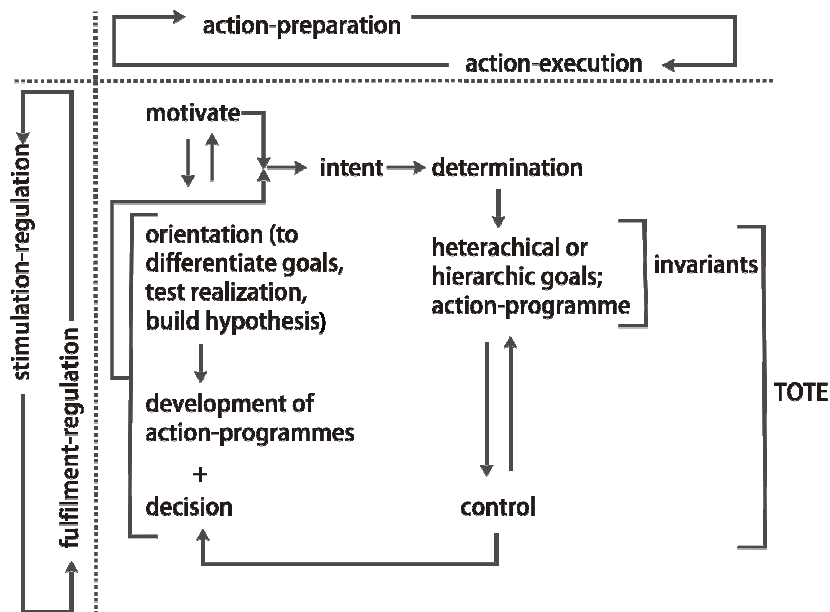 action-preparation
action-execution
stimulation-regulation
fulfilment-regulation
motivate
intent
determination
orientation (to
differentiate goals,
test realization,
build hypothesis)
heterachical or
hierarchic goals;
action-programme
invariants
TOTE
development of
action-programmes
+
decision
control